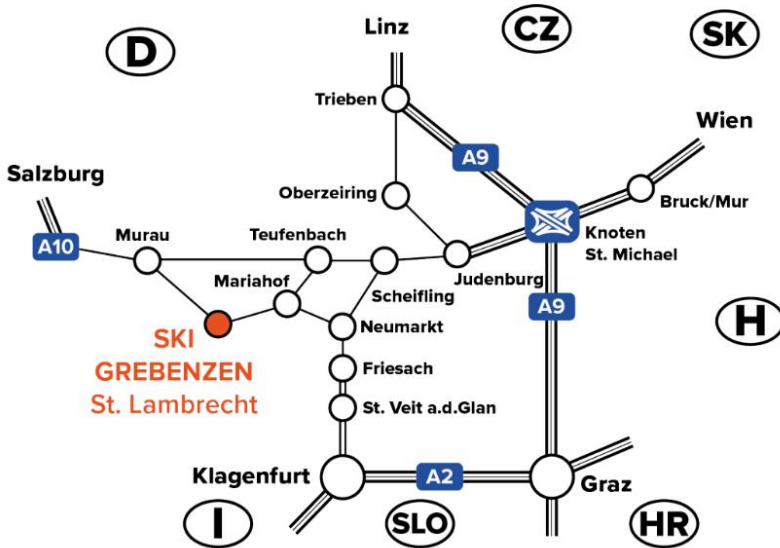 D
Linz
CZ
SK
Trieben
Wien
A9
Salzburg
Oberzeiring
Bruck/Mur
A10
Murau
Teufenbach
Knoten
St. Michael
Mariahof
Scheifling
Judenburg
A9
H
SKI
GREBENZEN
St. Lambrecht
Neumarkt
Friesach
St. Veit a.d.Glan
Klagenfurt
A2
Graz
I
SLO
HR